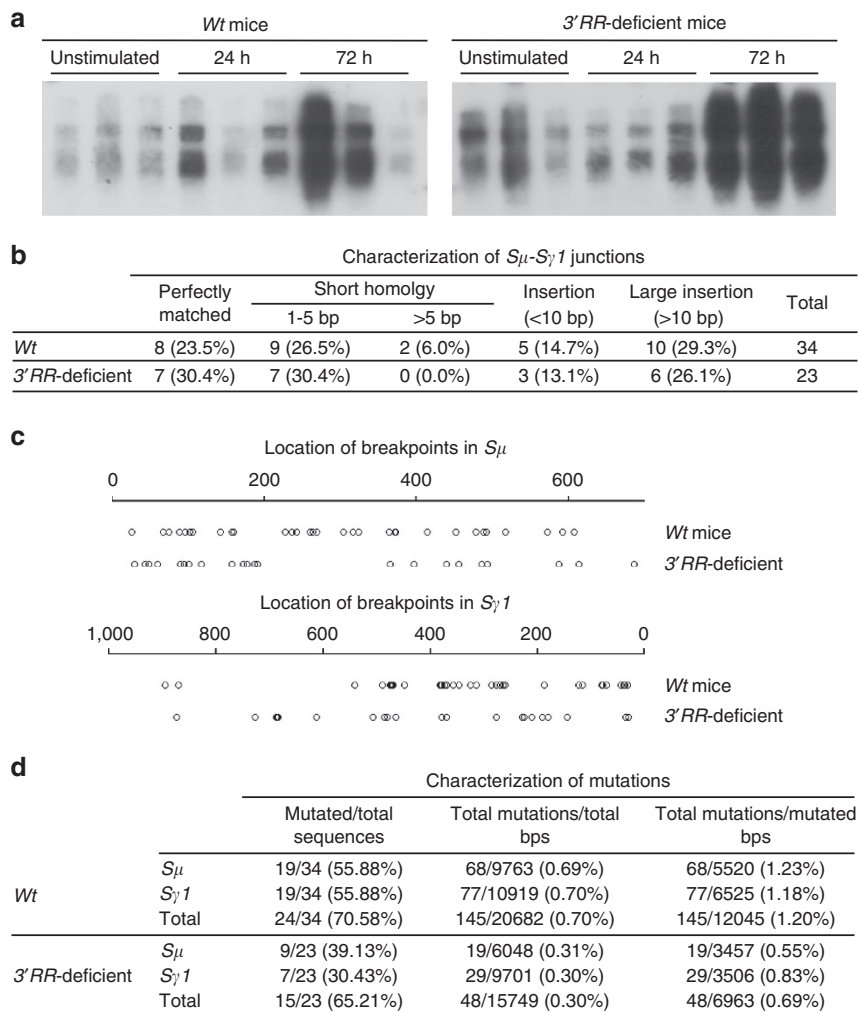 a
Wt mice 3′RR-deficient mice
Unstimulated 24 h 72 h Unstimulated 24 h 72 h
b
Characterization of Sμ-Sγ1 junctions
Perfectly matched Short homolgy Insertion (<10 bp) Large insertion (>10 bp) Total
1-5 bp >5 bp
Wt 8 (23.5%) 9 (26.5%) 2 (6.0%) 5 (14.7%) 10 (29.3%) 34
3′RR-deficient 7 (30.4%) 7 (30.4%) 0 (0.0%) 3 (13.1%) 6 (26.1%) 23
c
Location of breakpoints in Sμ
0 200 400 600
Wt mice
3′RR-deficient
Location of breakpoints in Sγ1
1,000 800 600 400 200 0
Wt mice
3′RR-deficient
d
Characterization of mutations
Mutated/total sequences Total mutations/total bps Total mutations/mutated bps
Sμ 19/34 (55.88%) 68/9763 (0.69%) 68/5520 (1.23%)
Wt Sγ1 19/34 (55.88%) 77/10919 (0.70%) 77/6525 (1.18%)
Total 24/34 (70.58%) 145/20682 (0.70%) 145/12045 (1.20%)
Sμ 9/23 (39.13%) 19/6048 (0.31%) 19/3457 (0.55%)
3′RR-deficient Sγ1 7/23 (30.43%) 29/9701 (0.30%) 29/3506 (0.83%)
Total 15/23 (65.21%) 48/15749 (0.30%) 48/6963 (0.69%)